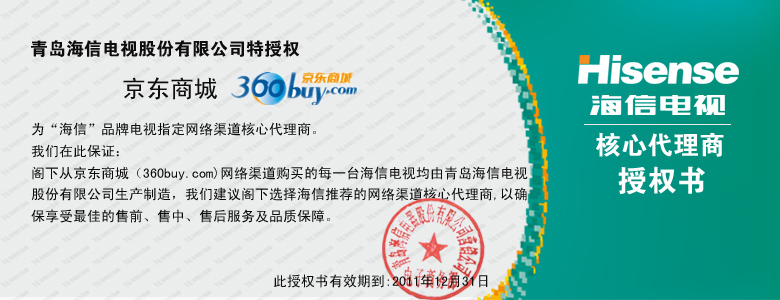 青岛海信电视股份有限公司特授权
京东商城 360buy.com 京东商城
为“海信”品牌电视指定网络渠道核心代理商。
我们在此保证：
阁下从京东商城（360buy.com)网络渠道购买的每一台海信电视均由青岛海信电视
股份有限公司生产制造，我们建议阁下选择海信推荐的网络渠道核心代理商,以确
保享受最佳的售前、售中、售后服务及品质保障。
此授权书有效期到:2011年12月31日
Hisense
海信电视
核心代理商
授权书